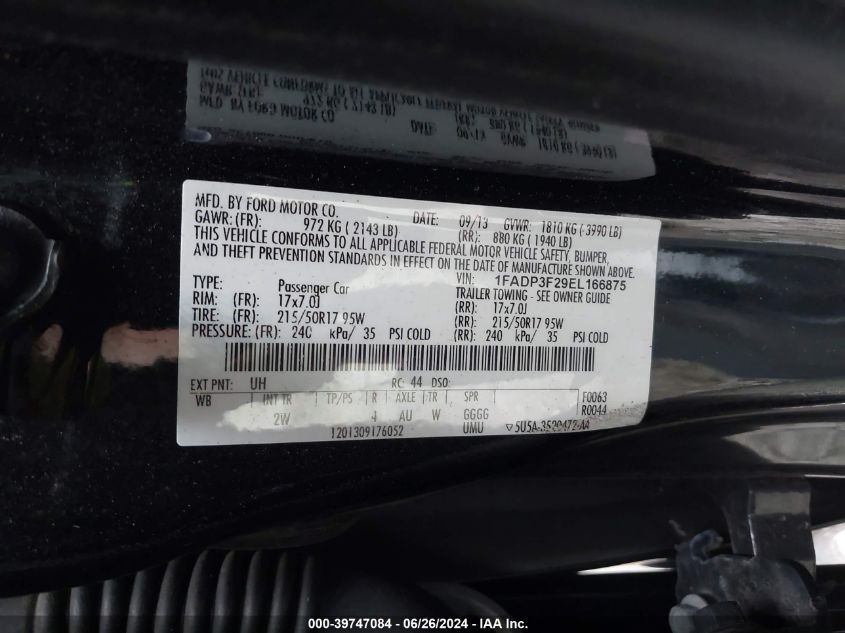 MFD. BY FORD MOTOR CO. DATE: 09/13 GVWR: 1810 KG ( 3990 LB)
GAWR: (FR): 972 KG ( 2143 LB) (RR): 880 KG ( 1940 LB)
THIS VEHICLE CONFORMS TO ALL APPLICABLE FEDERAL MOTOR VEHICLE SAFETY, BUMPER,
AND THEFT PREVENTION STANDARDS IN EFFECT ON THE DATE OF MANUFACTURE SHOWN ABOVE.
VIN: 1FADP3F29EL166875
TYPE: Passenger Car TRAILER TOWING - SEE OWNER GUIDE
RIM: (FR): 17x7.0J (RR): 17x7.0J
TIRE: (FR): 215/50R17 95W (RR): 215/50R17 95W
PRESSURE: (FR): 240 kPa/ 35 PSI COLD (RR): 240 kPa/ 35 PSI COLD
EXT PNT: UH RC: 44 DSO:
WB INT TR TP/PS R AXLE TR SPR F0063
2W 4 AU W GGGG R0044
1201309176052 UMU ▽5U5A-3520472-AA
000-39747084 - 06/26/2024 - IAA Inc.